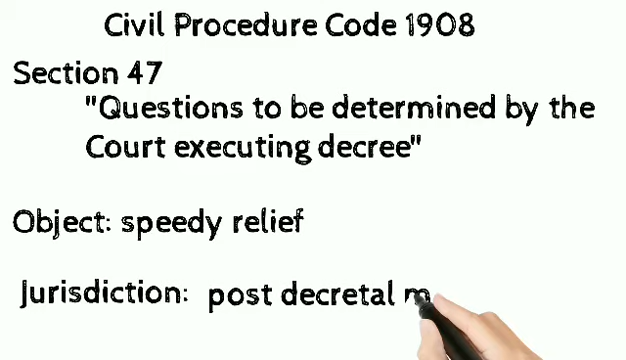 Civil Procedure Code 1908
Section 47
"Questions to be determined by the
Court executing decree"
Object: speedy relief
Jurisdiction: post decretal